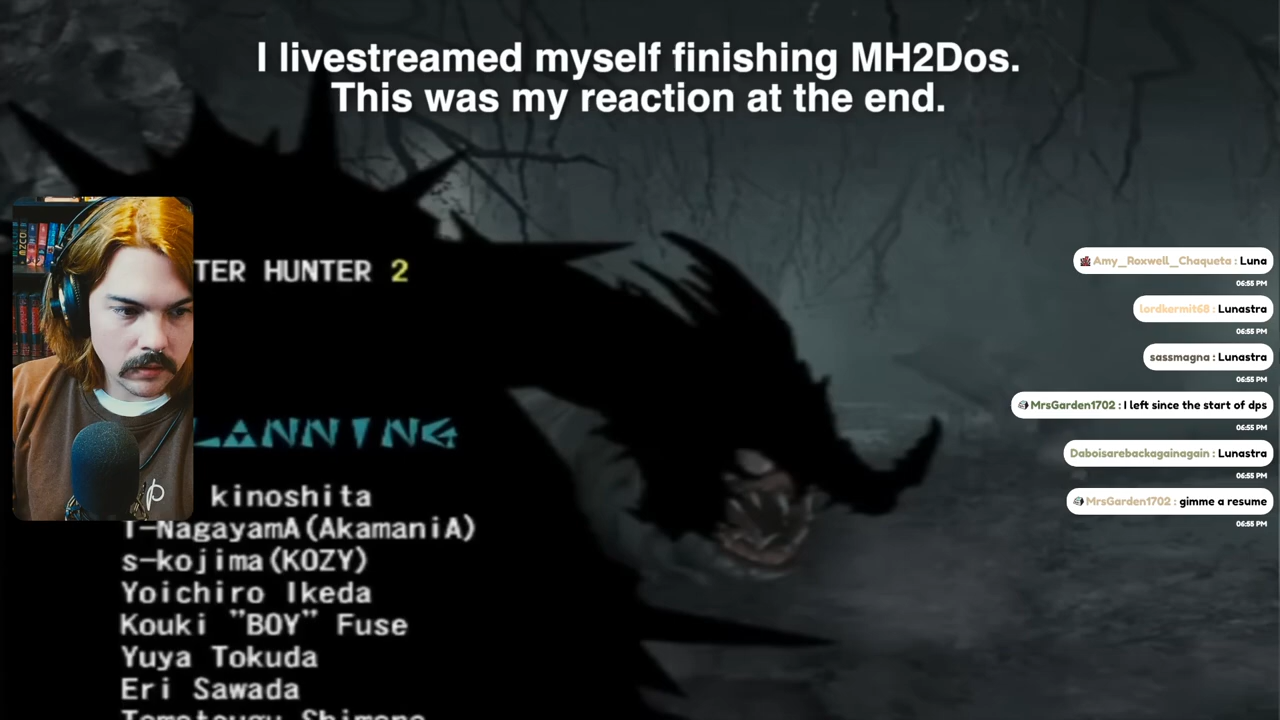 I livestreamed myself finishing MH2Dos.
This was my reaction at the end.
TER HUNTER 2
LANNING
kinoshita
T-NagayamA(AkamaniA)
s-kojima(KOZY)
Yoichiro Ikeda
Kouki "BOY" Fuse
Yuya Tokuda
Eri Sawada
Amy_Roxwell_Chaqueta : Luna
06:55 PM
lordkermit68 : Lunastra
06:55 PM
sassmagna : Lunastra
06:55 PM
MrsGarden1702 : I left since the start of dps
06:55 PM
Daboisarebackagainagain : Lunastra
06:55 PM
MrsGarden1702 : gimme a resume
06:55 PM